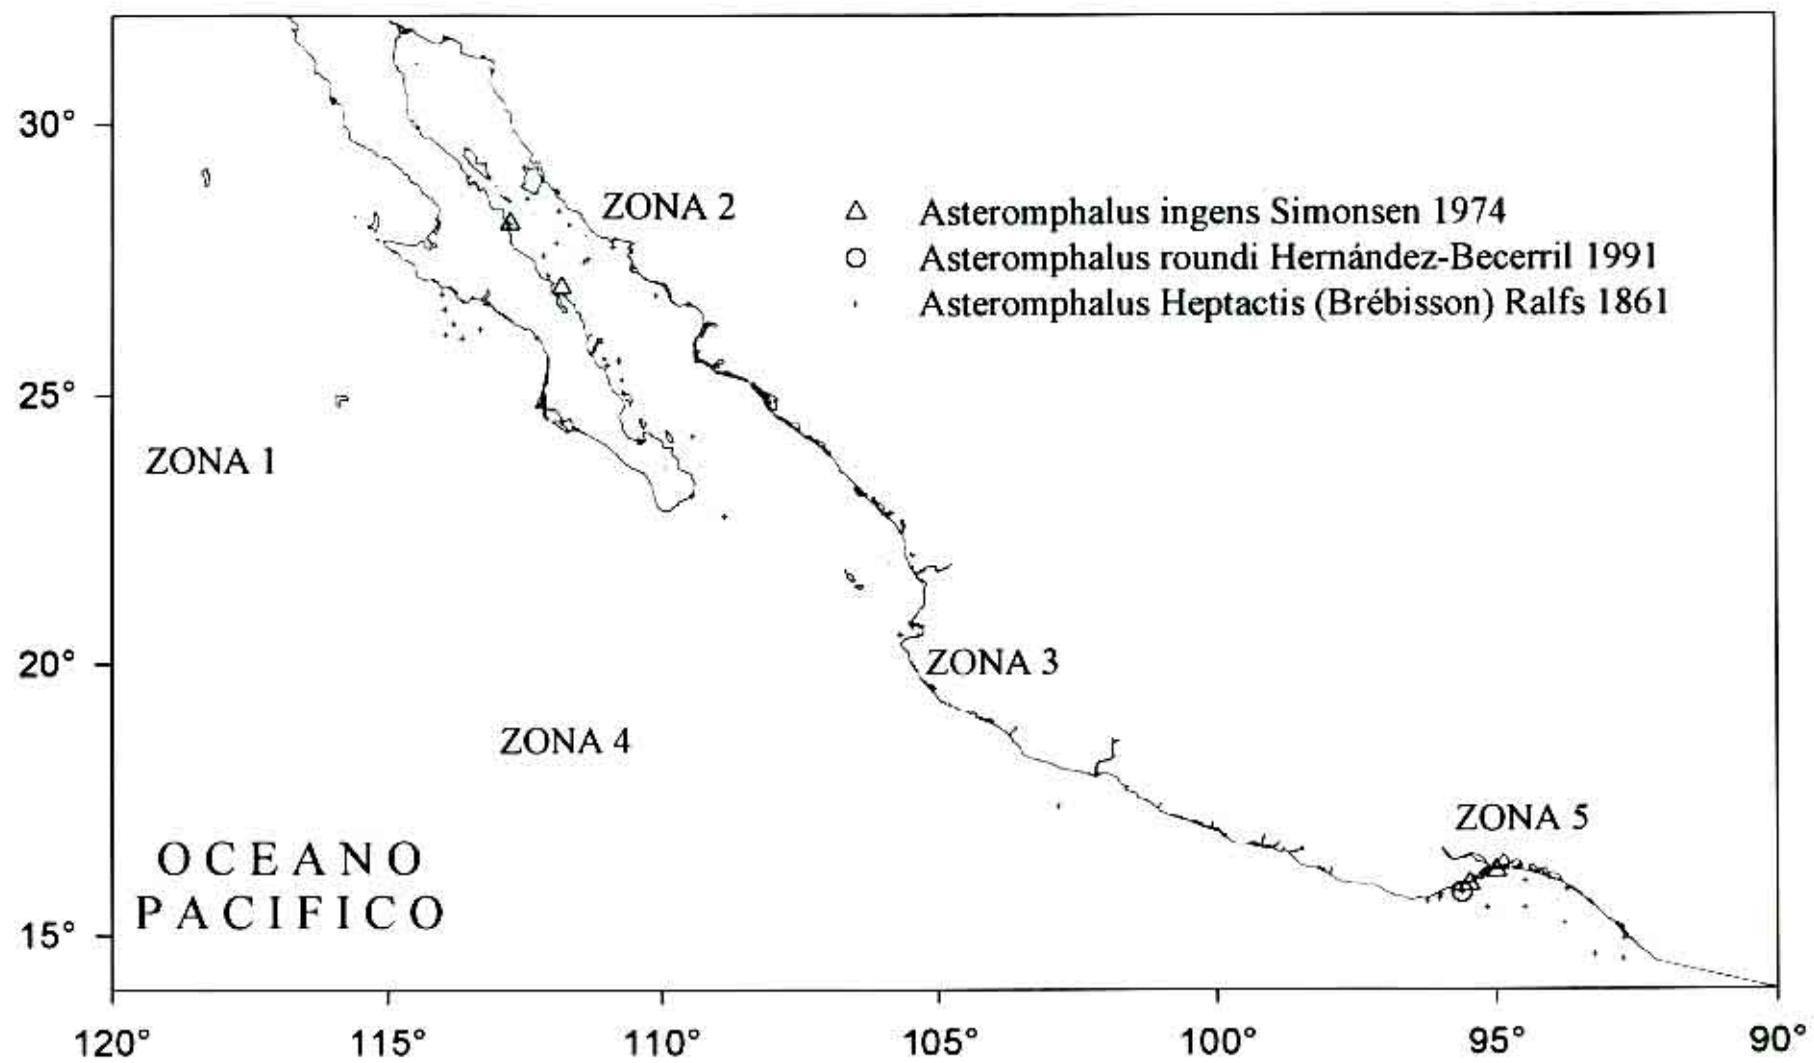 30°
25°
20°
15°
120°
115°
110°
105°
100°
95°
90°
ZONA 1
ZONA 2
ZONA 3
ZONA 4
ZONA 5
Asteromphalus ingens Simonsen 1974
Asteromphalus roundi Hernández-Becerril 1991
Asteromphalus Heptactis (Brébisson) Ralfs 1861
OCEANO
PACIFICO